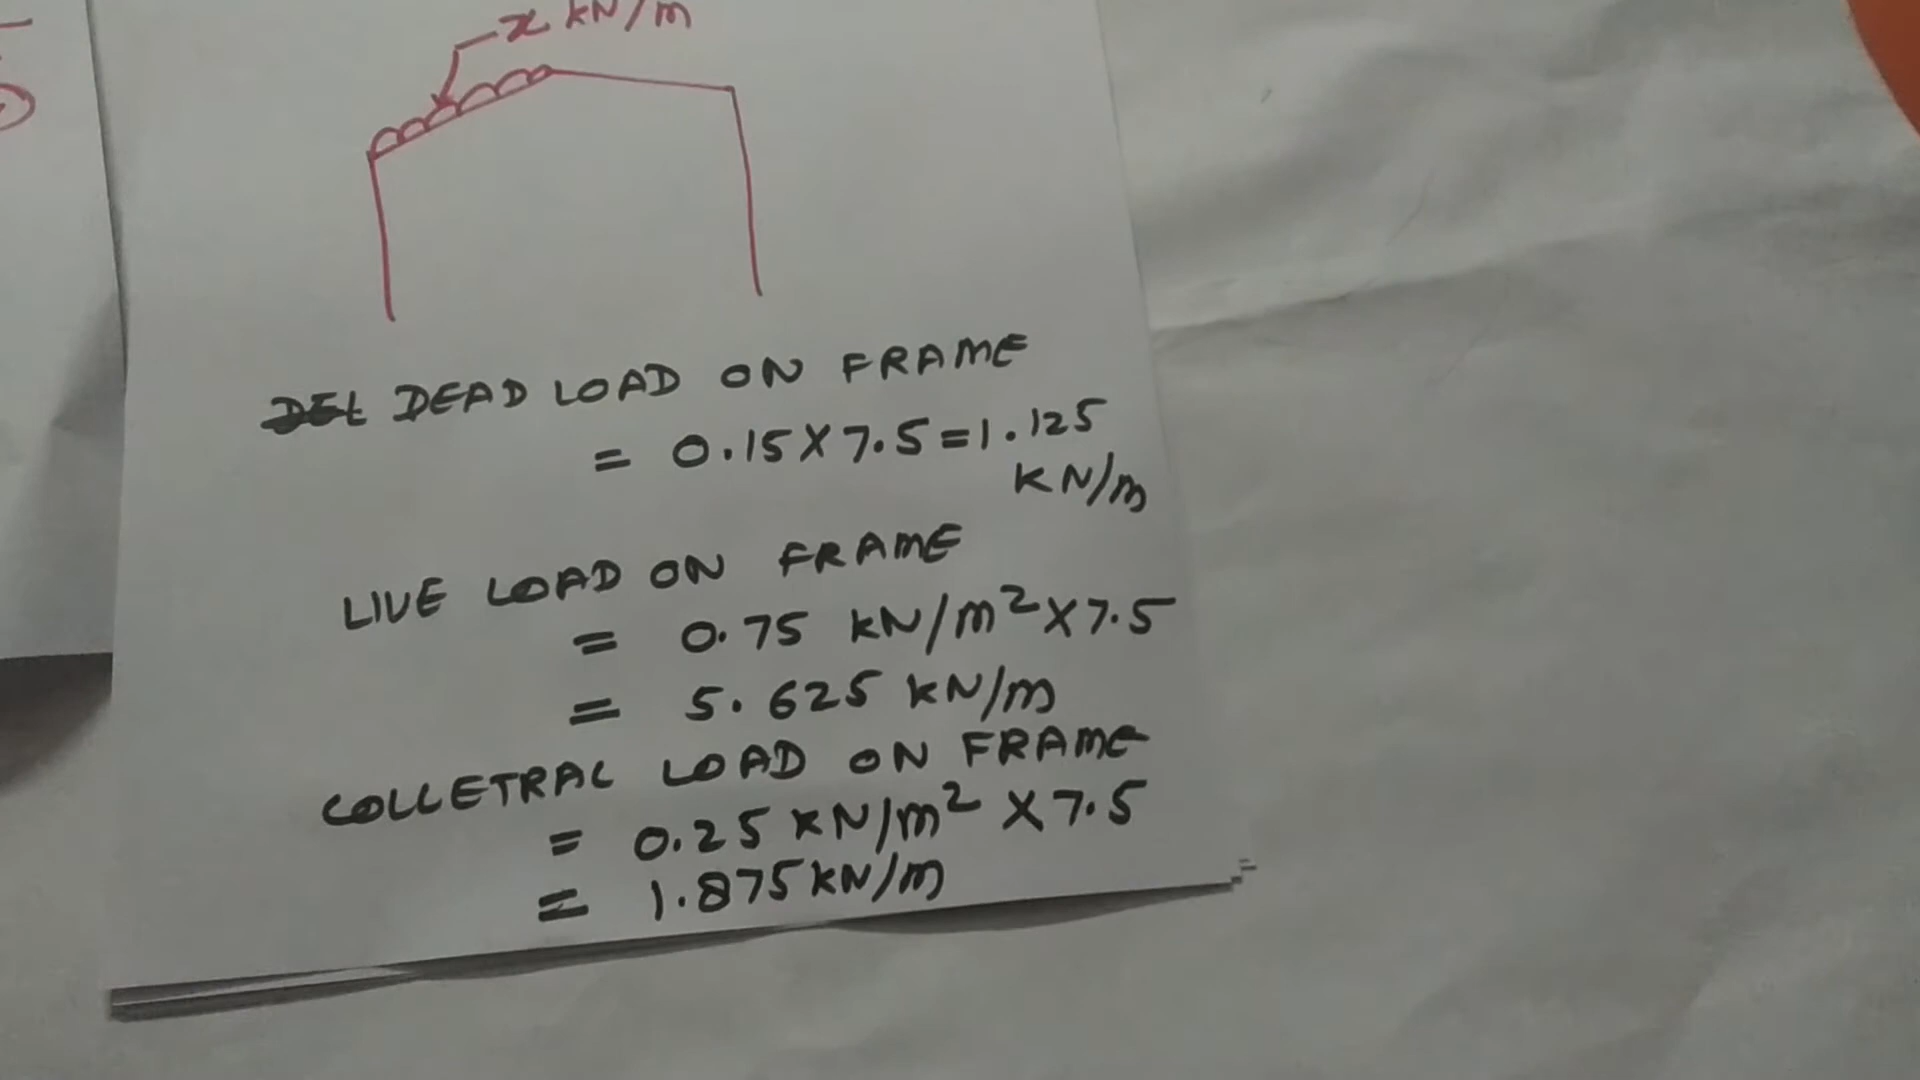 x KN/m
DEAD LOAD ON FRAME
= 0.15 X 7.5 = 1.125
KN/m
LIVE LOAD ON FRAME
= 0.75 KN/m² X 7.5
= 5.625 KN/m
COLLETRAL LOAD ON FRAME
= 0.25 KN/m² X 7.5
= 1.875 KN/m